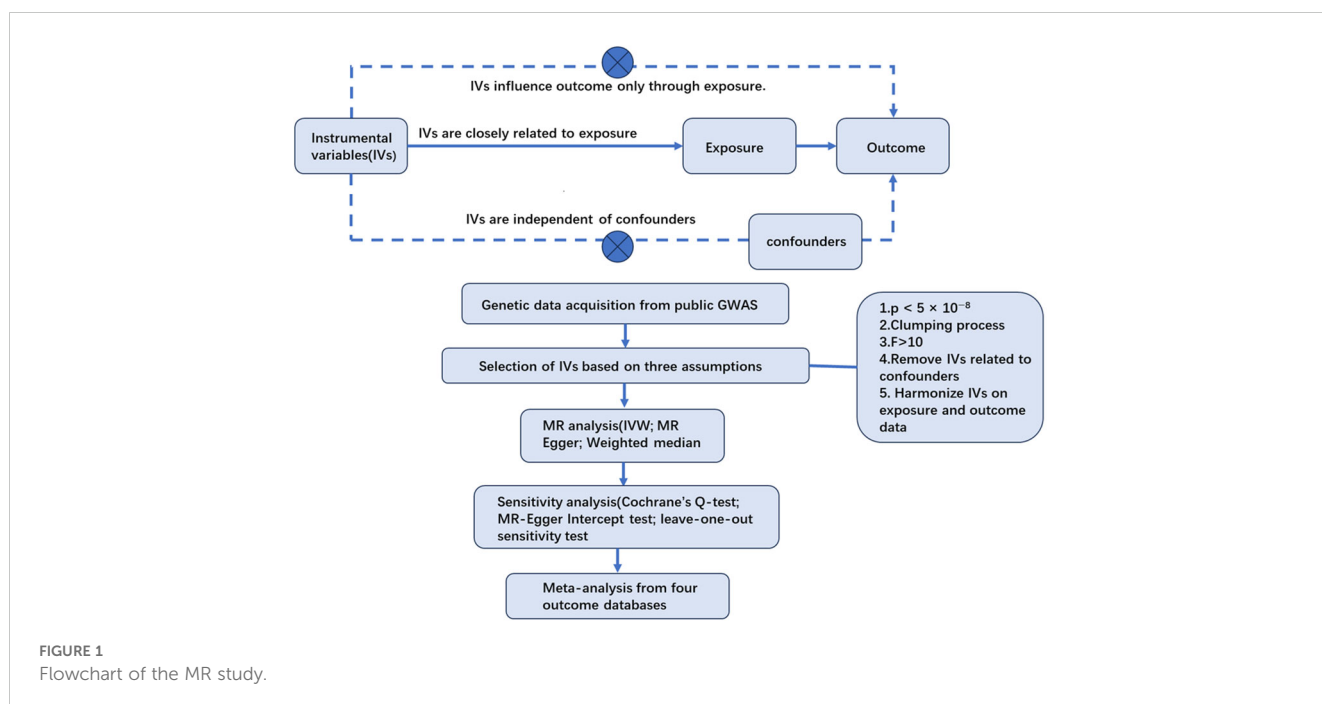 IVs influence outcome only through exposure.
Instrumental
variables(IVs)
IVs are closely related to exposure
Exposure
Outcome
IVs are independent of confounders
confounders
Genetic data acquisition from public GWAS
Selection of IVs based on three assumptions
1.p < 5 × 10⁻⁸
2.Clumping process
3.F>10
4.Remove IVs related to
confounders
5. Harmonize IVs on
exposure and outcome
data
MR analysis(IVW; MR
Egger; Weighted median
Sensitivity analysis(Cochrane's Q-test;
MR-Egger Intercept test; leave-one-out
sensitivity test
Meta-analysis from four
outcome databases
FIGURE 1
Flowchart of the MR study.